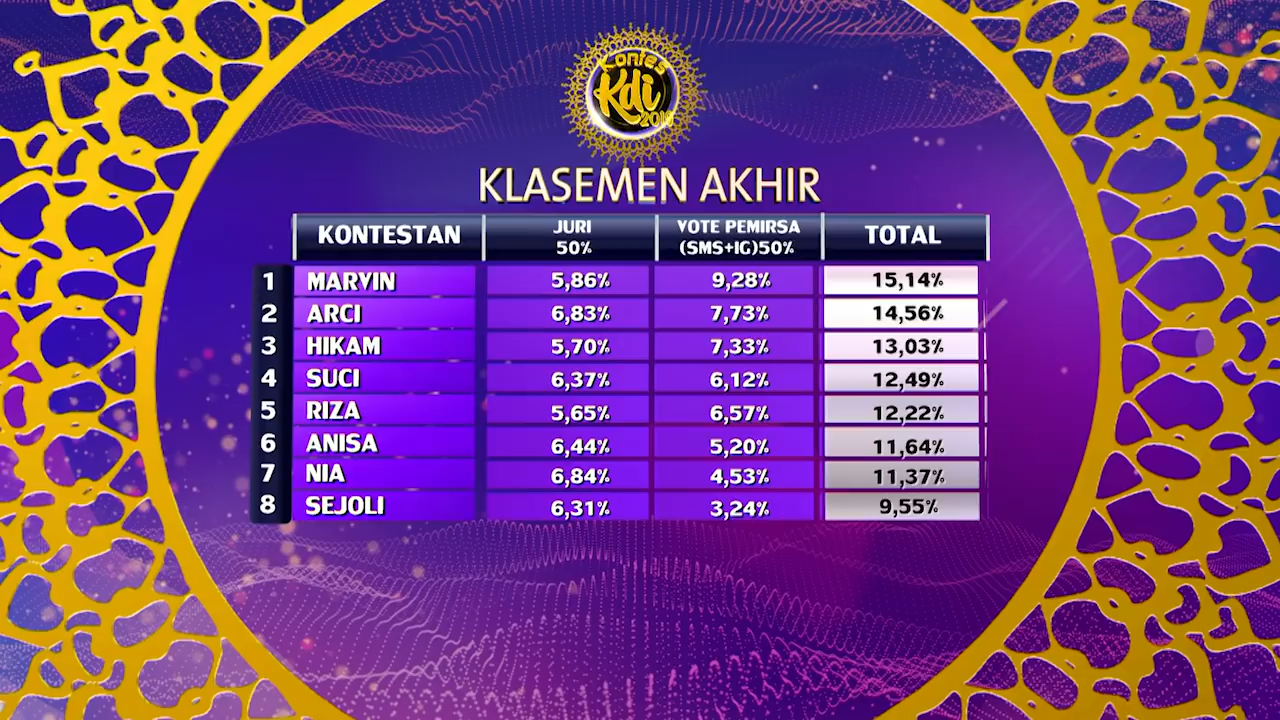 Kontes
Kdi
KLASEMEN AKHIR
KONTESTAN JURI 50% VOTE PEMIRSA (SMS+IG)50% TOTAL
1 MARVIN 5,86% 9,28% 15,14%
2 ARCI 6,83% 7,73% 14,56%
3 HIKAM 5,70% 7,33% 13,03%
4 SUCI 6,37% 6,12% 12,49%
5 RIZA 5,65% 6,57% 12,22%
6 ANISA 6,44% 5,20% 11,64%
7 NIA 6,84% 4,53% 11,37%
8 SEJOLI 6,31% 3,24% 9,55%